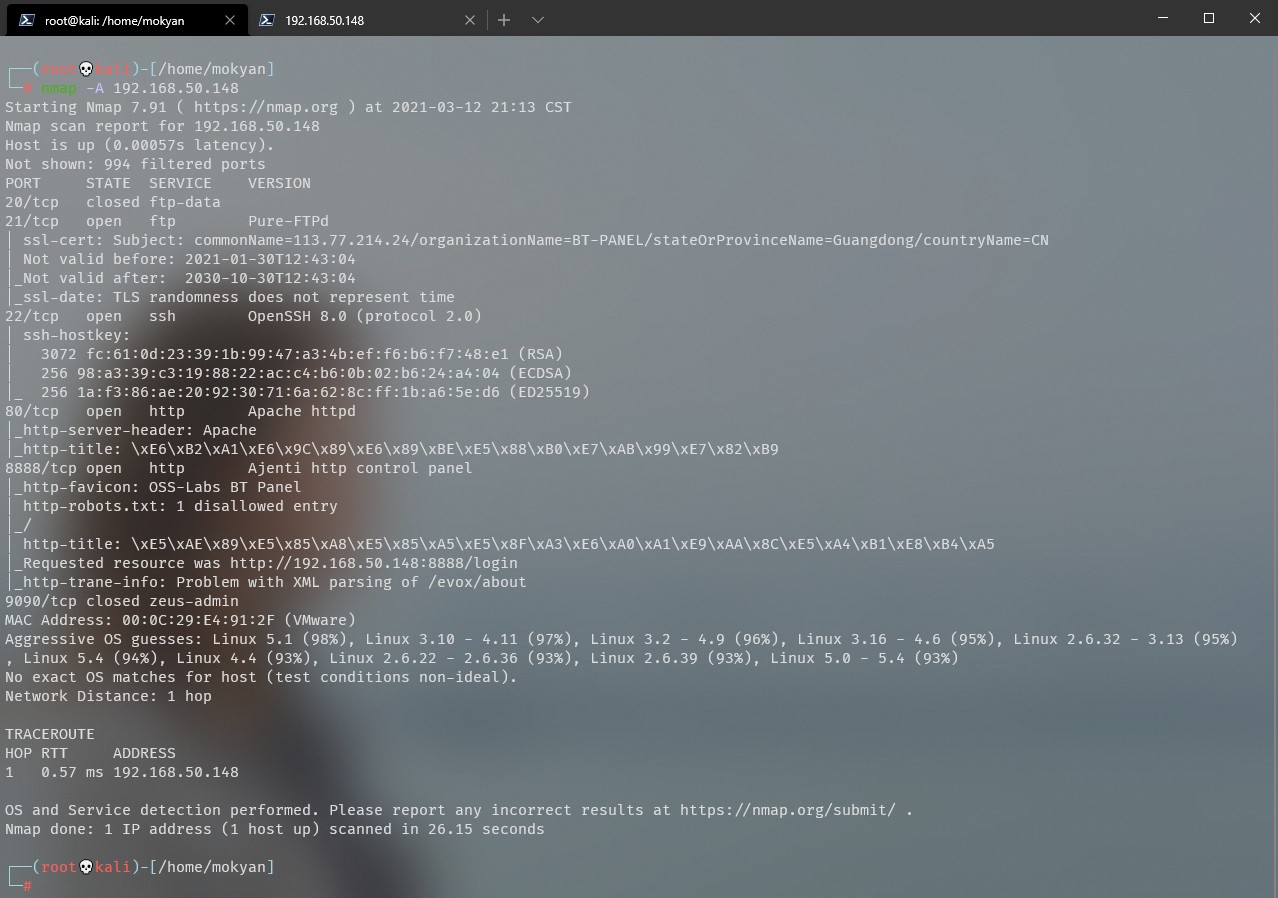 root@kali: /home/mokyan
192.168.50.148
┌──(root💀kali)-[/home/mokyan]
└─# nmap -A 192.168.50.148
Starting Nmap 7.91 ( https://nmap.org ) at 2021-03-12 21:13 CST
Nmap scan report for 192.168.50.148
Host is up (0.00057s latency).
Not shown: 994 filtered ports
PORT     STATE  SERVICE    VERSION
20/tcp   closed ftp-data
21/tcp   open   ftp        Pure-FTPd
| ssl-cert: Subject: commonName=113.77.214.24/organizationName=BT-PANEL/stateOrProvinceName=Guangdong/countryName=CN
| Not valid before: 2021-01-30T12:43:04
|_Not valid after:  2030-10-30T12:43:04
|_ssl-date: TLS randomness does not represent time
22/tcp   open   ssh        OpenSSH 8.0 (protocol 2.0)
| ssh-hostkey:
|   3072 fc:61:0d:23:39:1b:99:47:a3:4b:ef:f6:b6:f7:48:e1 (RSA)
|   256 98:a3:39:c3:19:88:22:ac:c4:b6:0b:02:b6:24:a4:04 (ECDSA)
|_  256 1a:f3:86:ae:20:92:30:71:6a:62:8c:ff:1b:a6:5e:d6 (ED25519)
80/tcp   open   http       Apache httpd
|_http-server-header: Apache
|_http-title: \xE6\xB2\xA1\xE6\x9C\x89\xE6\x89\xBE\xE5\x88\xB0\xE7\xAB\x99\xE7\x82\xB9
8888/tcp open   http       Ajenti http control panel
|_http-favicon: OSS-Labs BT Panel
| http-robots.txt: 1 disallowed entry
|_/
| http-title: \xE5\xAE\x89\xE5\x85\xA8\xE5\x85\xA5\xE5\x8F\xA3\xE6\xA0\xA1\xE9\xAA\x8C\xE5\xA4\xB1\xE8\xB4\xA5
|_Requested resource was http://192.168.50.148:8888/login
|_http-trane-info: Problem with XML parsing of /evox/about
9090/tcp closed zeus-admin
MAC Address: 00:0C:29:E4:91:2F (VMware)
Aggressive OS guesses: Linux 5.1 (98%), Linux 3.10 - 4.11 (97%), Linux 3.2 - 4.9 (96%), Linux 3.16 - 4.6 (95%), Linux 2.6.32 - 3.13 (95%)
, Linux 5.4 (94%), Linux 4.4 (93%), Linux 2.6.22 - 2.6.36 (93%), Linux 2.6.39 (93%), Linux 5.0 - 5.4 (93%)
No exact OS matches for host (test conditions non-ideal).
Network Distance: 1 hop
TRACEROUTE
HOP RTT     ADDRESS
1   0.57 ms 192.168.50.148
OS and Service detection performed. Please report any incorrect results at https://nmap.org/submit/ .
Nmap done: 1 IP address (1 host up) scanned in 26.15 seconds
┌──(root💀kali)-[/home/mokyan]
└─#